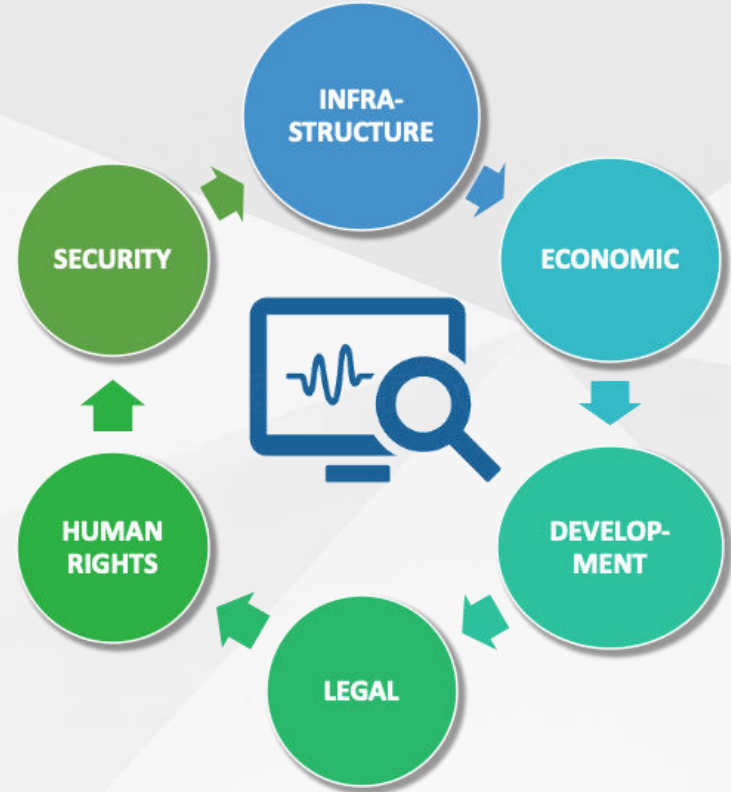 INFRA-
STRUCTURE
ECONOMIC
DEVELOP-
MENT
LEGAL
HUMAN
RIGHTS
SECURITY